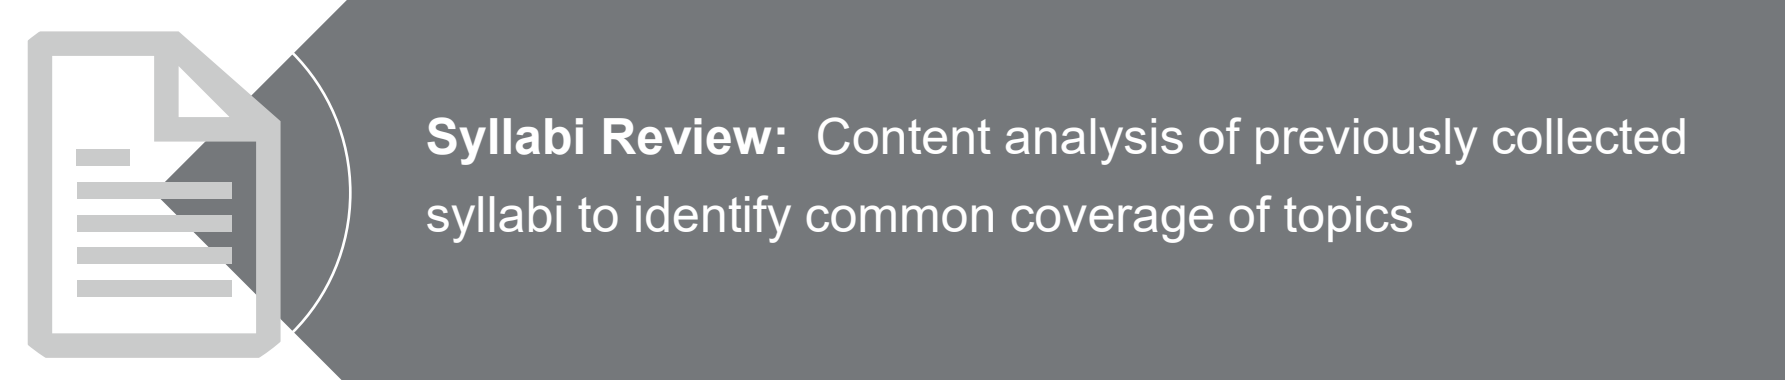 Syllabi Review:  Content analysis of previously collected
syllabi to identify common coverage of topics